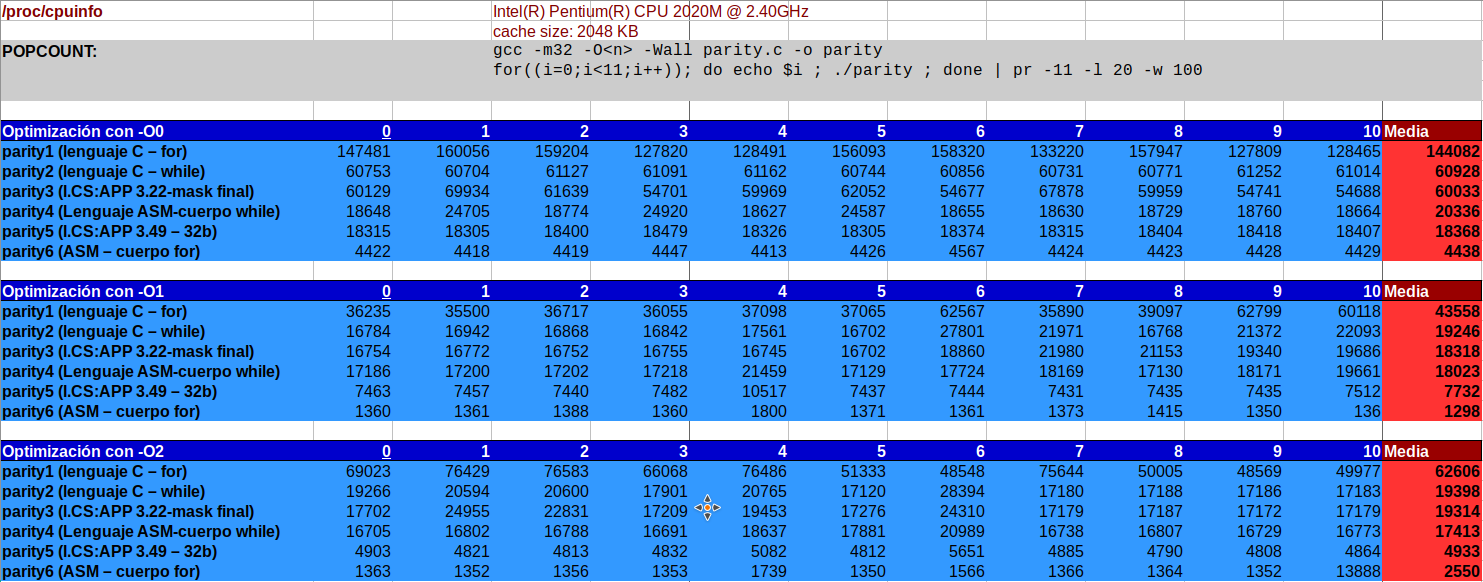 /proc/cpuinfo Intel(R) Pentium(R) CPU 2020M @ 2.40GHz
cache size: 2048 KB
POPCOUNT: gcc -m32 -O<n> -Wall parity.c -o parity
for((i=0;i<11;i++)); do echo $i ; ./parity ; done | pr -11 -l 20 -w 100
Optimización con -O0 0 1 2 3 4 5 6 7 8 9 10 Media
parity1 (lenguaje C – for) 147481 160056 159204 127820 128491 156093 158320 133220 157947 127809 128465 144082
parity2 (lenguaje C – while) 60753 60704 61127 61091 61162 60744 60856 60731 60771 61252 61014 60928
parity3 (I.CS:APP 3.22-mask final) 60129 69934 61639 54701 59969 62052 54677 67878 59959 54741 54688 60033
parity4 (Lenguaje ASM-cuerpo while) 18648 24705 18774 24920 18627 24587 18655 18630 18729 18760 18664 20336
parity5 (I.CS:APP 3.49 – 32b) 18315 18305 18400 18479 18326 18305 18374 18315 18404 18418 18407 18368
parity6 (ASM – cuerpo for) 4422 4418 4419 4447 4413 4426 4567 4424 4423 4428 4429 4438
Optimización con -O1 0 1 2 3 4 5 6 7 8 9 10 Media
parity1 (lenguaje C – for) 36235 35500 36717 36055 37098 37065 62567 35890 39097 62799 60118 43558
parity2 (lenguaje C – while) 16784 16942 16868 16842 17561 16702 27801 21971 16768 21372 22093 19246
parity3 (I.CS:APP 3.22-mask final) 16754 16772 16752 16755 16745 16702 18860 21980 21153 19340 19686 18318
parity4 (Lenguaje ASM-cuerpo while) 17186 17200 17202 17218 21459 17129 17724 18169 17130 18171 19661 18023
parity5 (I.CS:APP 3.49 – 32b) 7463 7457 7440 7482 10517 7437 7444 7431 7435 7435 7512 7732
parity6 (ASM – cuerpo for) 1360 1361 1388 1360 1800 1371 1361 1373 1415 1350 136 1298
Optimización con -O2 0 1 2 3 4 5 6 7 8 9 10 Media
parity1 (lenguaje C – for) 69023 76429 76583 66068 76486 51333 48548 75644 50005 48569 49977 62606
parity2 (lenguaje C – while) 19266 20594 20600 17901 20765 17120 28394 17180 17188 17186 17183 19398
parity3 (I.CS:APP 3.22-mask final) 17702 24955 22831 17209 19453 17276 24310 17179 17187 17172 17179 19314
parity4 (Lenguaje ASM-cuerpo while) 16705 16802 16788 16691 18637 17881 20989 16738 16807 16729 16773 17413
parity5 (I.CS:APP 3.49 – 32b) 4903 4821 4813 4832 5082 4812 5651 4885 4790 4808 4864 4933
parity6 (ASM – cuerpo for) 1363 1352 1356 1353 1739 1350 1566 1366 1364 1352 13888 2550